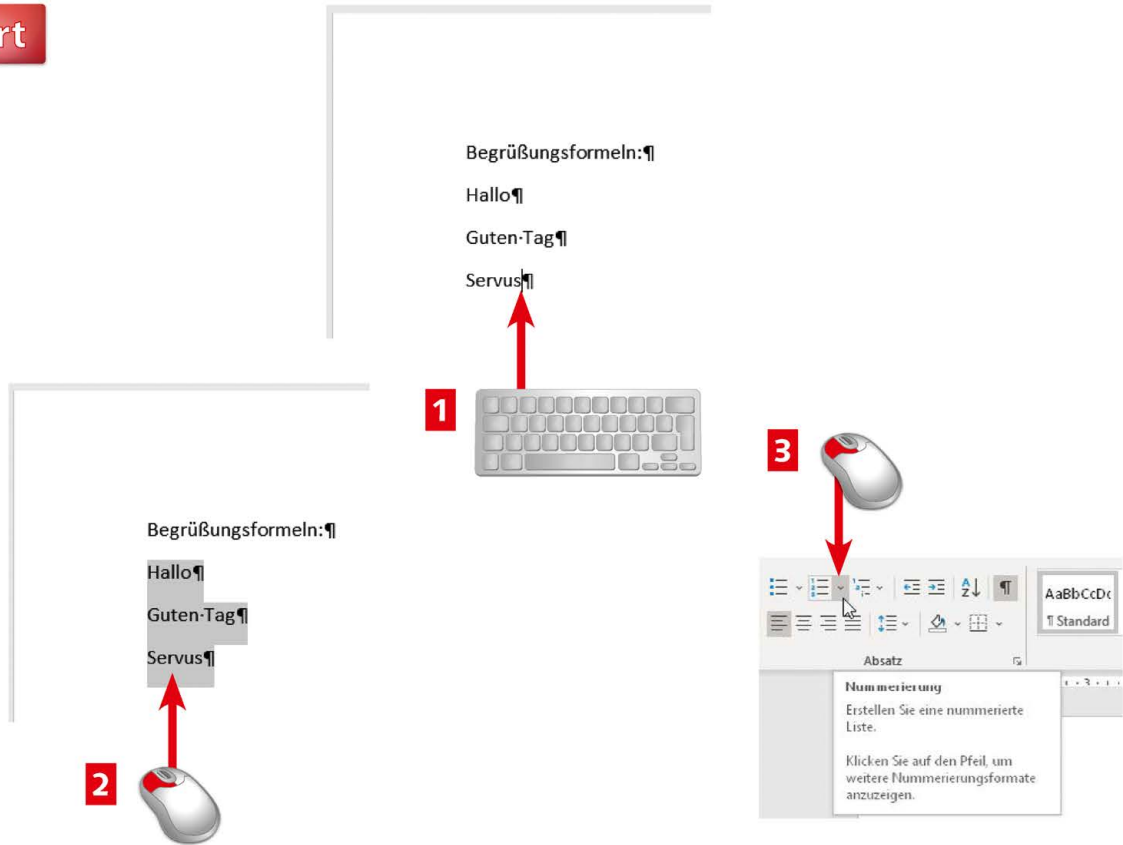 rt
Begrüßungsformeln:¶
Hallo¶
Guten·Tag¶
Servus¶
1
Begrüßungsformeln:¶
Hallo¶
Guten·Tag¶
Servus¶
2
3
AaBbCcDc
¶ Standard
Absatz
· 3 ·
Nummerierung
Erstellen Sie eine nummerierte
Liste.
Klicken Sie auf den Pfeil, um
weitere Nummerierungsformate
anzuzeigen.